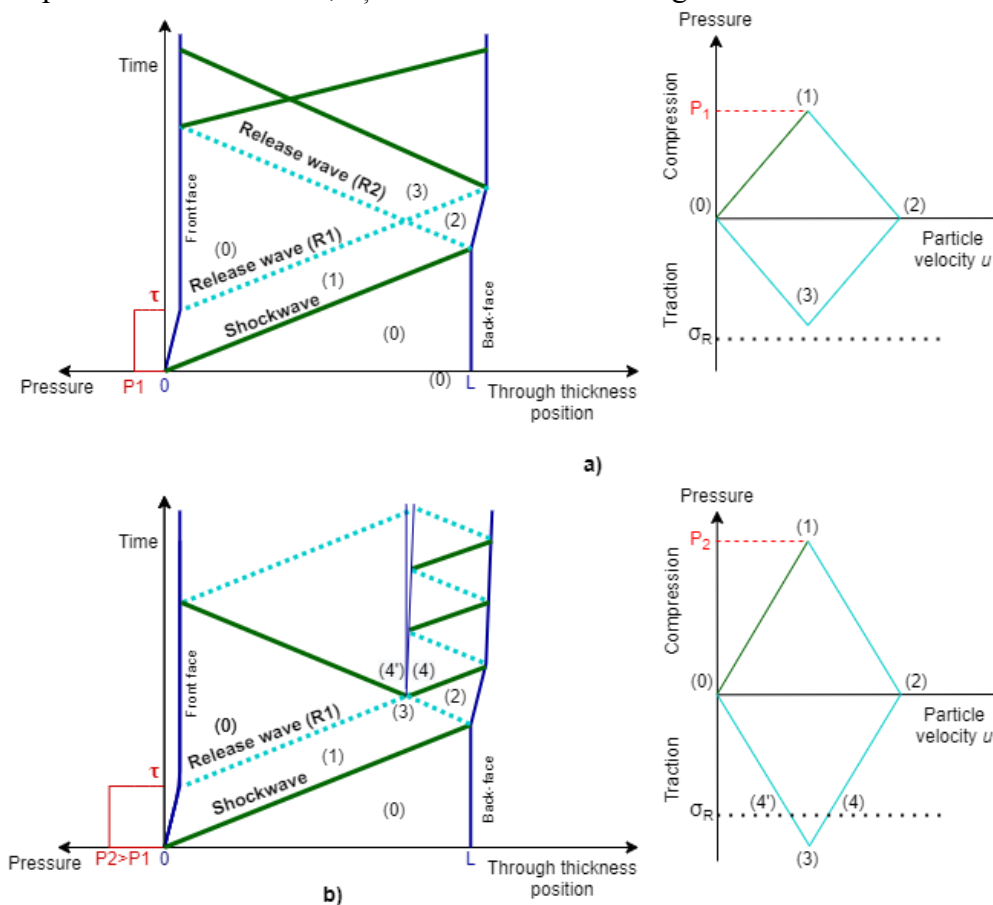 Time
Pressure
P1
0
L
Through thickness
position
Front face
Back-face
τ
Shockwave
Release wave (R1)
Release wave (R2)
(0)
(1)
(0)
(0)
(2)
(3)
Pressure
Compression
Traction
P₁
(0)
(1)
(2)
(3)
σR
Particle
velocity u
a)
Time
Pressure
P2>P1
0
L
Through thickness
position
Front face
Back-face
τ
Shockwave
Release wave (R1)
(0)
(1)
(0)
(2)
(3)
(4')
(4)
Pressure
Compression
Traction
P₂
(0)
(1)
(2)
(4')
(4)
(3)
σR
Particle
velocity u
b)